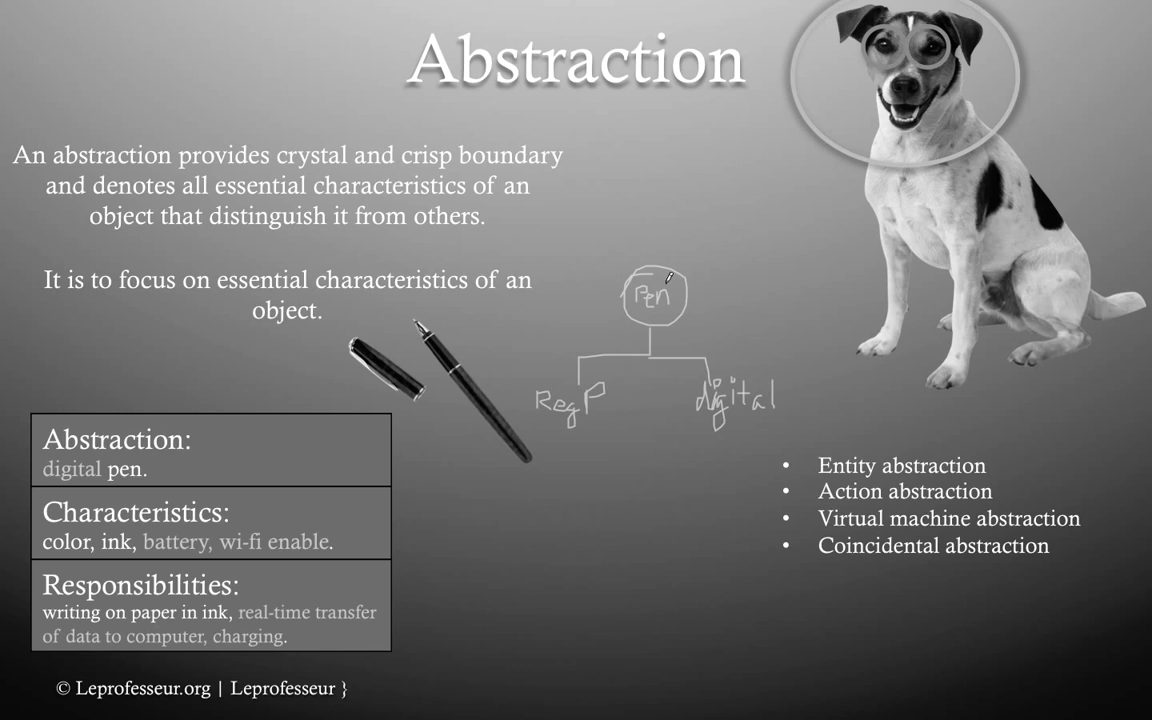 Abstraction
An abstraction provides crystal and crisp boundary
and denotes all essential characteristics of an
object that distinguish it from others.
It is to focus on essential characteristics of an
object.
Pen
Reg P
digital
Abstraction:
digital pen.
Characteristics:
color, ink, battery, wi-fi enable.
Responsibilities:
writing on paper in ink, real-time transfer
of data to computer, charging.
• Entity abstraction
• Action abstraction
• Virtual machine abstraction
• Coincidental abstraction
© Leprofesseur.org | Leprofesseur }